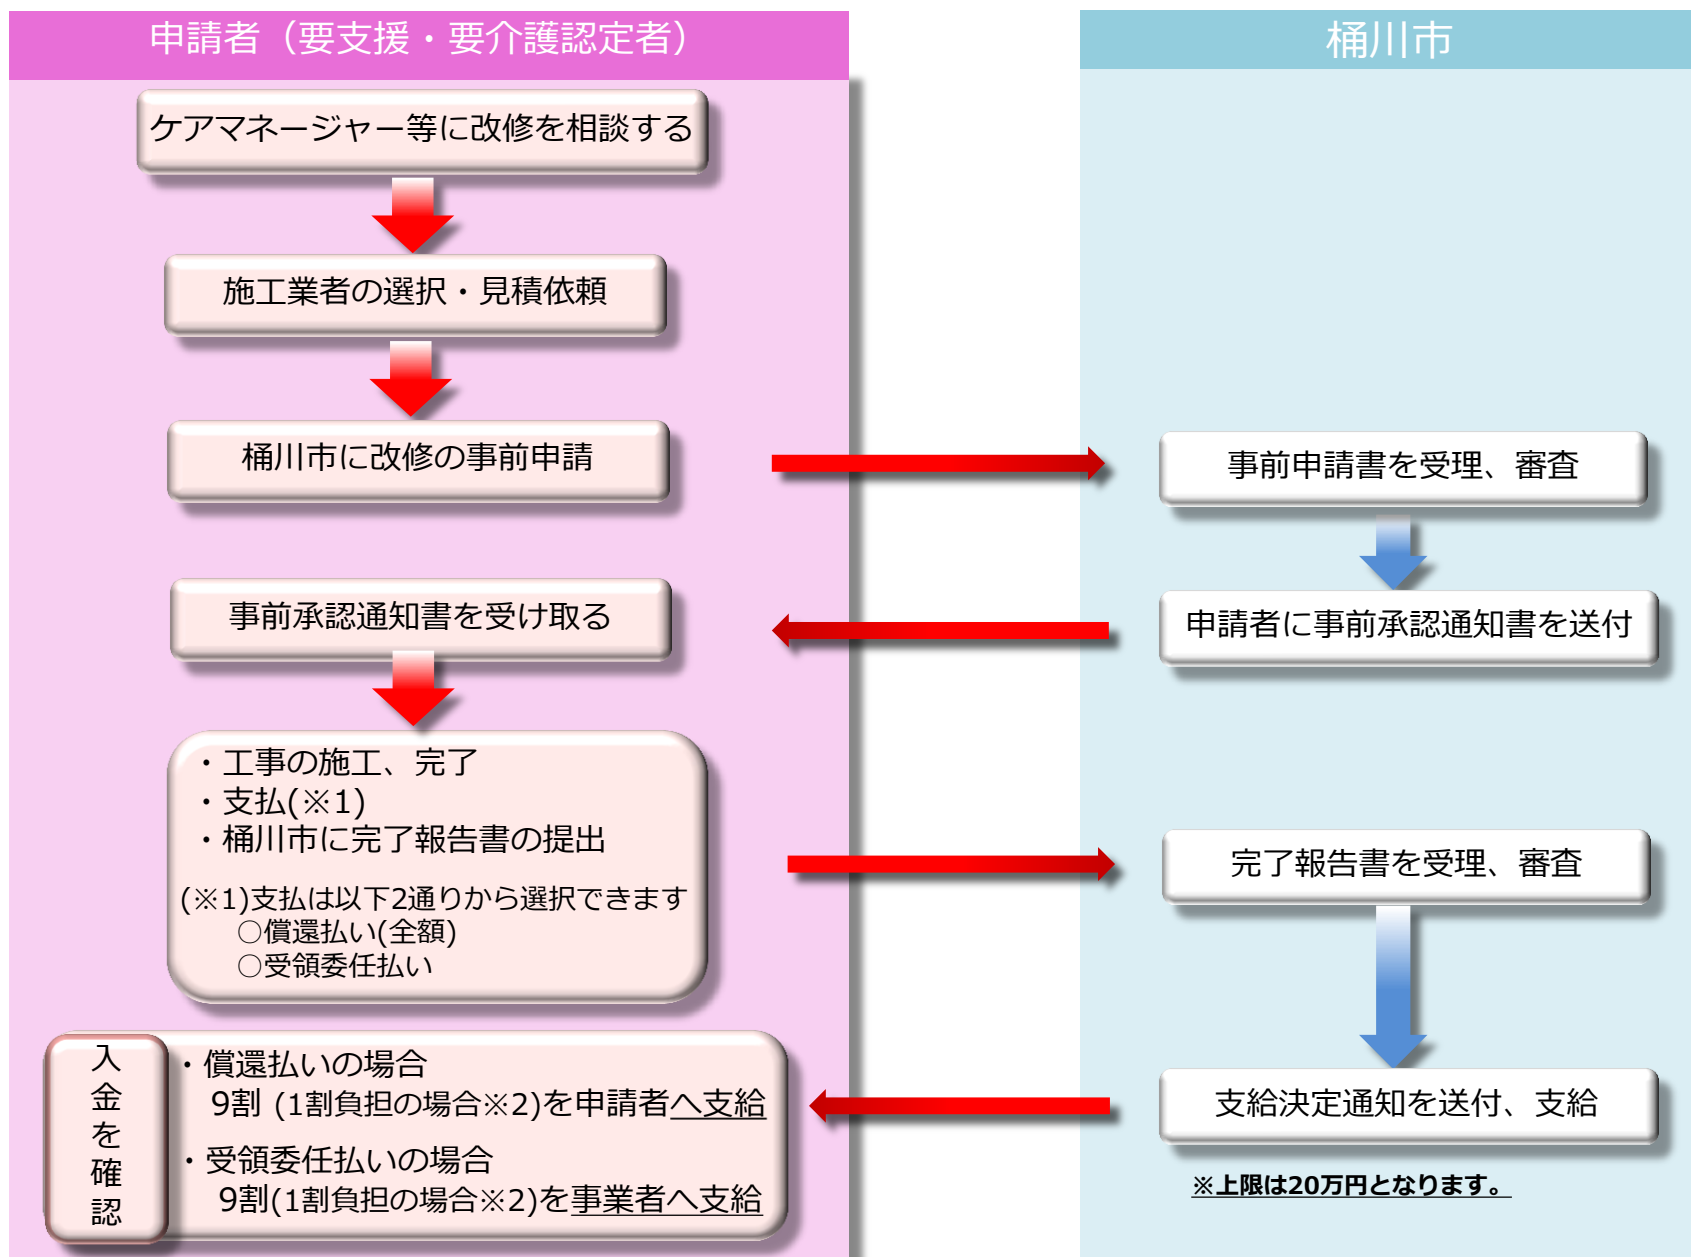 申請者（要支援・要介護認定者）
ケアマネージャー等に改修を相談する
施工業者の選択・見積依頼
桶川市に改修の事前申請
事前承認通知書を受け取る
・工事の施工、完了
・支払(※1)
・桶川市に完了報告書の提出
(※1)支払は以下2通りから選択できます
○償還払い(全額)
○受領委任払い
入金を確認
・償還払いの場合
9割 (1割負担の場合※2)を申請者へ支給
・受領委任払いの場合
9割(1割負担の場合※2)を事業者へ支給
桶川市
事前申請書を受理、審査
申請者に事前承認通知書を送付
完了報告書を受理、審査
支給決定通知を送付、支給
※上限は20万円となります。